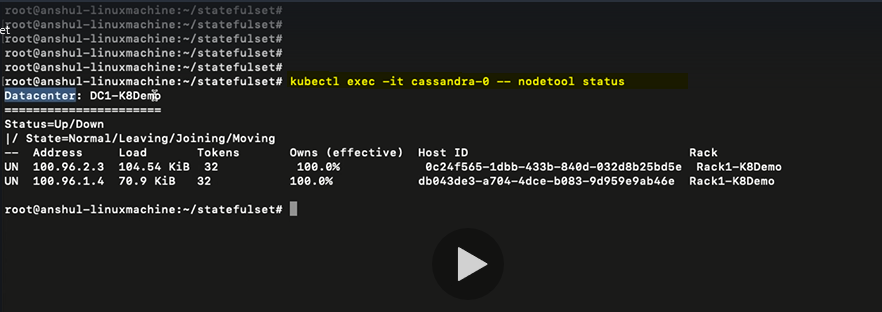 root@anshul-linuxmachine:~/statefulset#
root@anshul-linuxmachine:~/statefulset#
et
root@anshul-linuxmachine:~/statefulset#
root@anshul-linuxmachine:~/statefulset#
root@anshul-linuxmachine:~/statefulset#
root@anshul-linuxmachine:~/statefulset# kubectl exec -it cassandra-0 -- nodetool status
Datacenter: DC1-K8Demo
======================
Status=Up/Down
|/ State=Normal/Leaving/Joining/Moving
-- Address Load Tokens Owns (effective) Host ID Rack
UN 100.96.2.3 104.54 KiB 32 100.0% 0c24f565-1dbb-433b-840d-032d8b25bd5e Rack1-K8Demo
UN 100.96.1.4 70.9 KiB 32 100.0% db043de3-a704-4dce-b083-9d959e9ab46e Rack1-K8Demo
root@anshul-linuxmachine:~/statefulset#